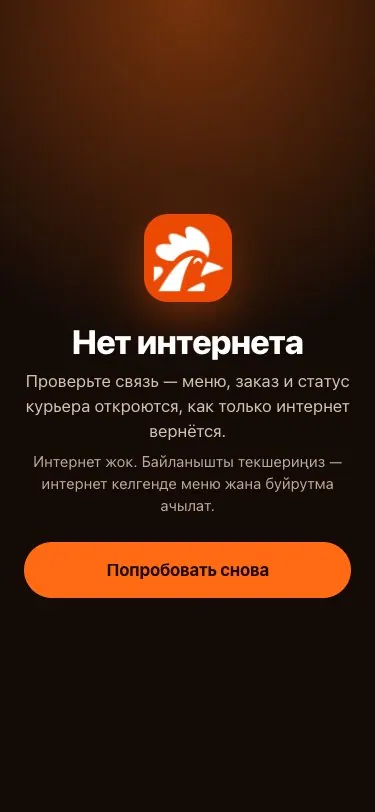 Нет интернета
Проверьте связь — меню, заказ и статус
курьера откроются, как только интернет
вернётся.
Интернет жок. Байланышты текшериңиз —
интернет келгенде меню жана буйрутма
ачылат.
Попробовать снова